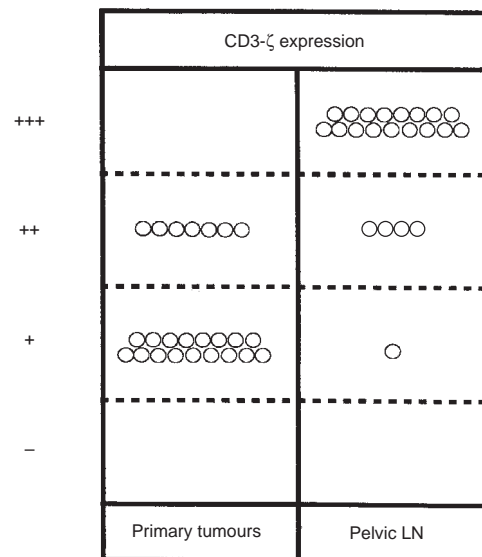 CD3-ζ expression
+++
++
+
–
Primary tumours
Pelvic LN